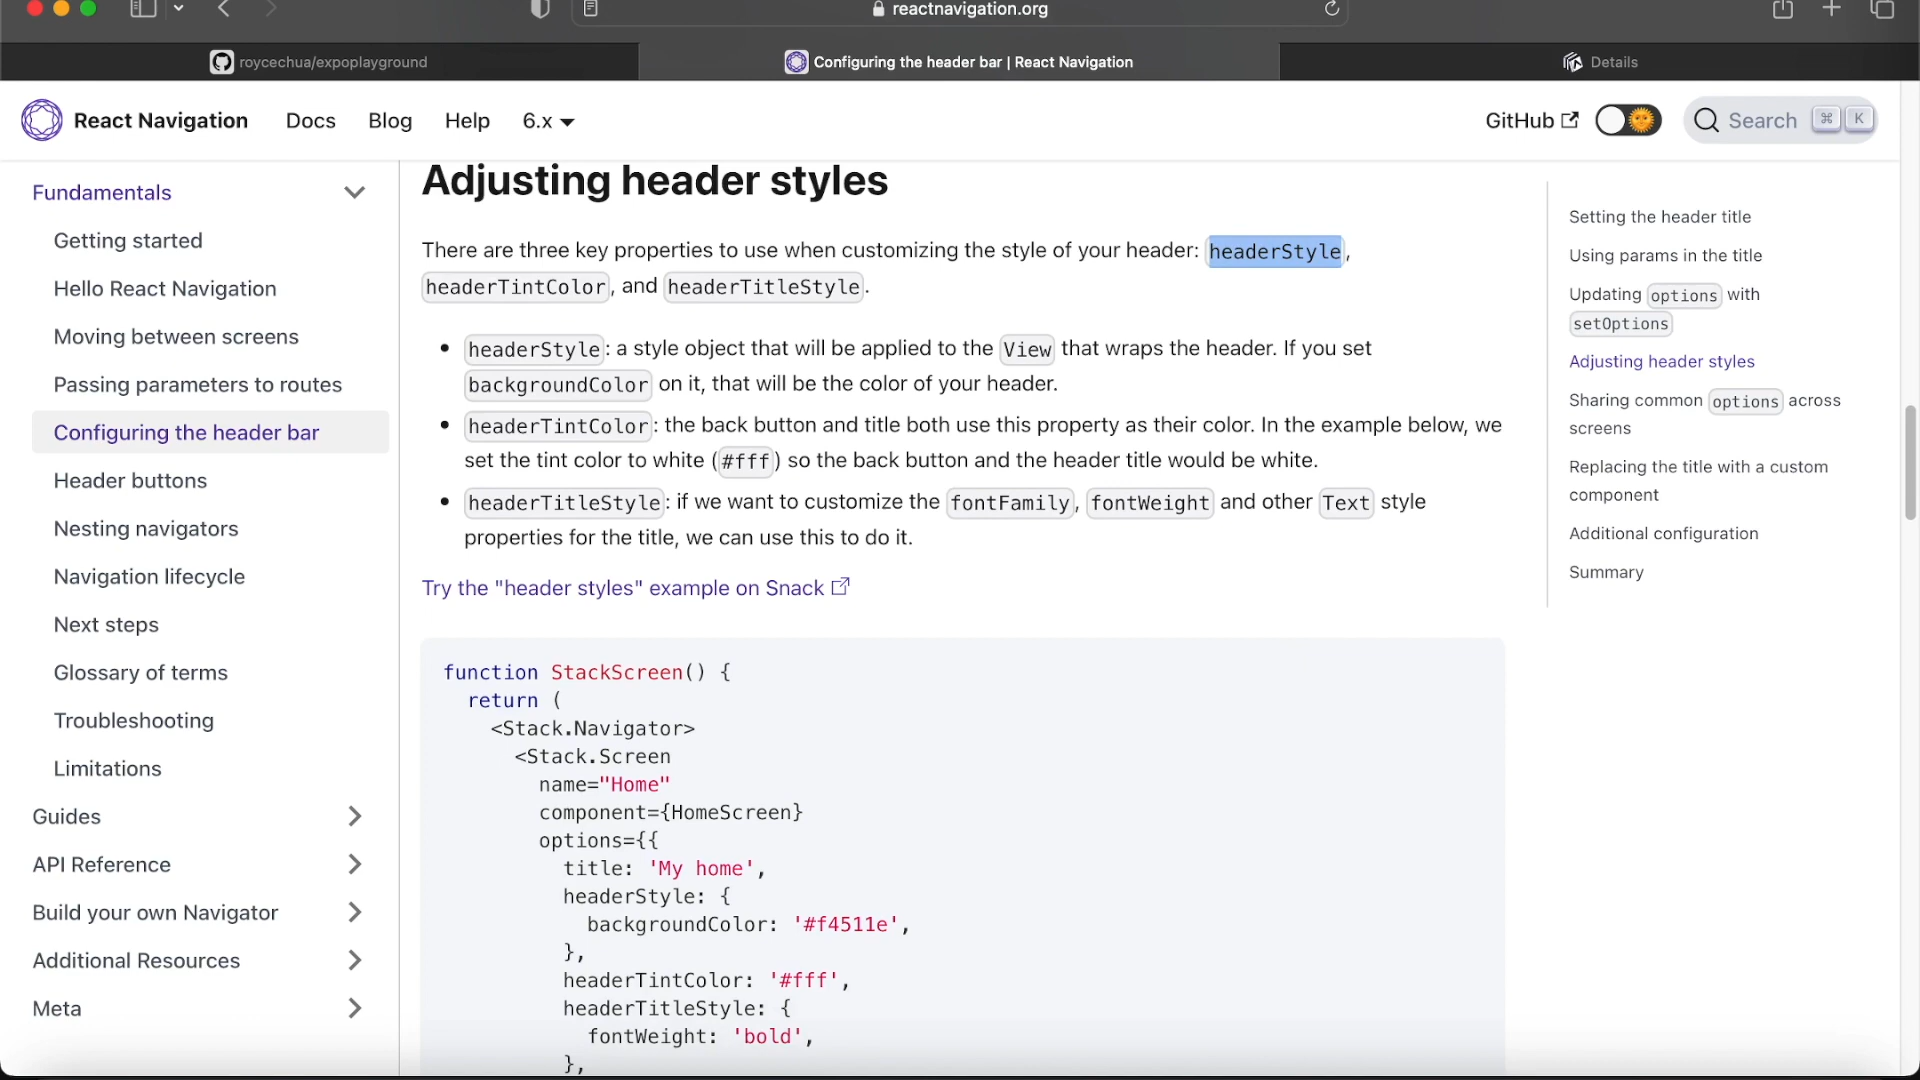 reactnavigation.org
roycechua/expoplayground
Configuring the header bar | React Navigation
Details
React Navigation
Docs
Blog
Help
6.x
GitHub
Search
⌘
K
Fundamentals
Getting started
Hello React Navigation
Moving between screens
Passing parameters to routes
Configuring the header bar
Header buttons
Nesting navigators
Navigation lifecycle
Next steps
Glossary of terms
Troubleshooting
Limitations
Guides
API Reference
Build your own Navigator
Additional Resources
Meta
Adjusting header styles
There are three key properties to use when customizing the style of your header: headerStyle,
headerTintColor, and headerTitleStyle.
• headerStyle: a style object that will be applied to the View that wraps the header. If you set
backgroundColor on it, that will be the color of your header.
• headerTintColor: the back button and title both use this property as their color. In the example below, we
set the tint color to white (#fff) so the back button and the header title would be white.
• headerTitleStyle: if we want to customize the fontFamily, fontWeight and other Text style
properties for the title, we can use this to do it.
Try the "header styles" example on Snack
function StackScreen() {
return (
<Stack.Navigator>
<Stack.Screen
name="Home"
component={HomeScreen}
options={{
title: 'My home',
headerStyle: {
backgroundColor: '#f4511e',
},
headerTintColor: '#fff',
headerTitleStyle: {
fontWeight: 'bold',
},
Setting the header title
Using params in the title
Updating options with
setOptions
Adjusting header styles
Sharing common options across
screens
Replacing the title with a custom
component
Additional configuration
Summary